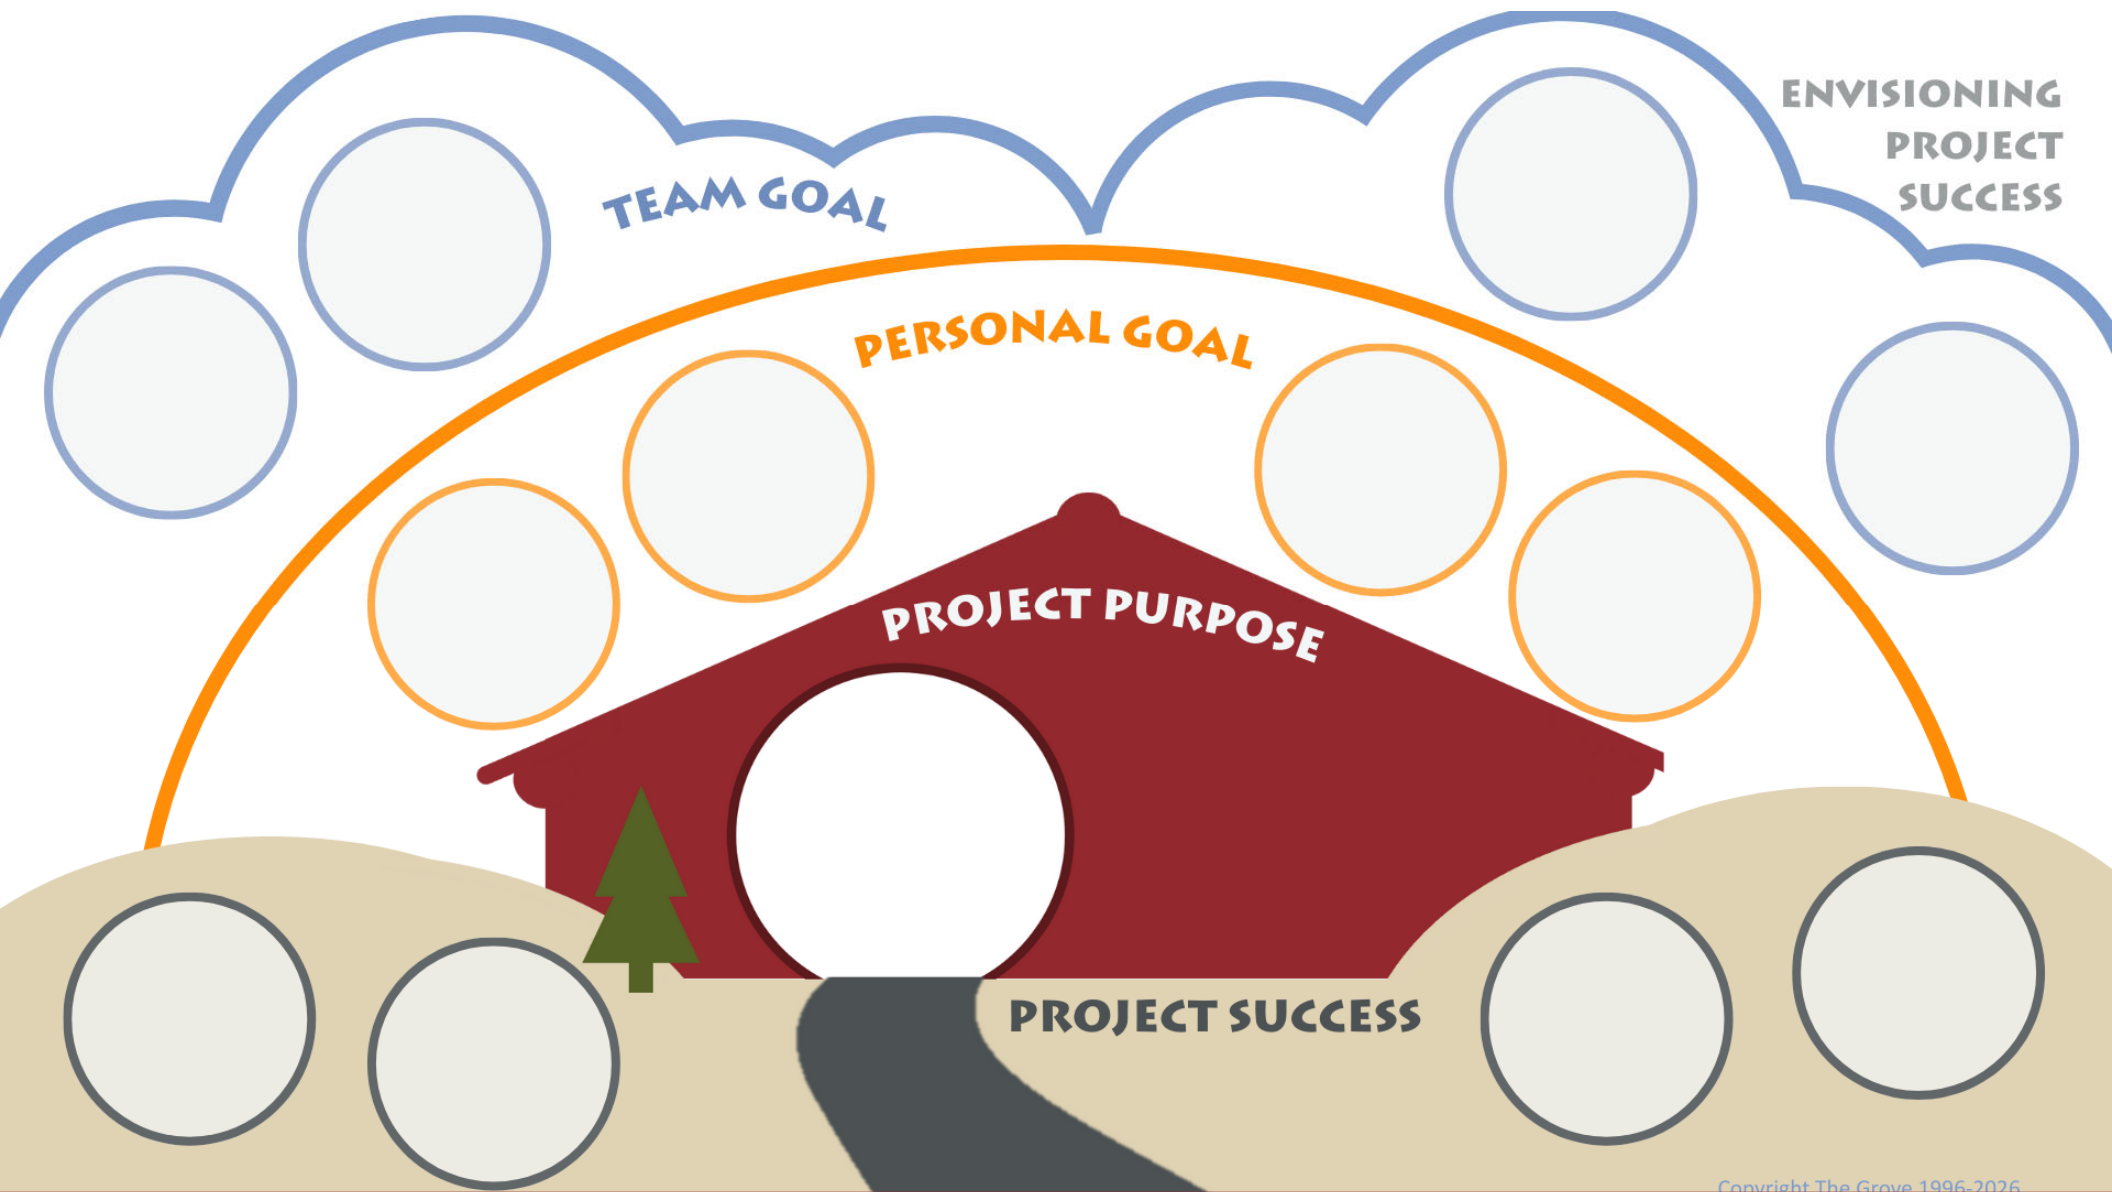 ENVISIONING
PROJECT
SUCCESS
TEAM GOAL
PERSONAL GOAL
PROJECT PURPOSE
PROJECT SUCCESS
Copyright The Grove 1996-2026